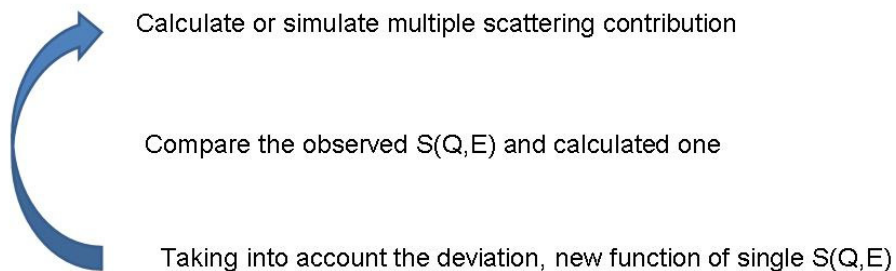 Calculate or simulate multiple scattering contribution
Compare the observed S(Q,E) and calculated one
Taking into account the deviation, new function of single S(Q,E)